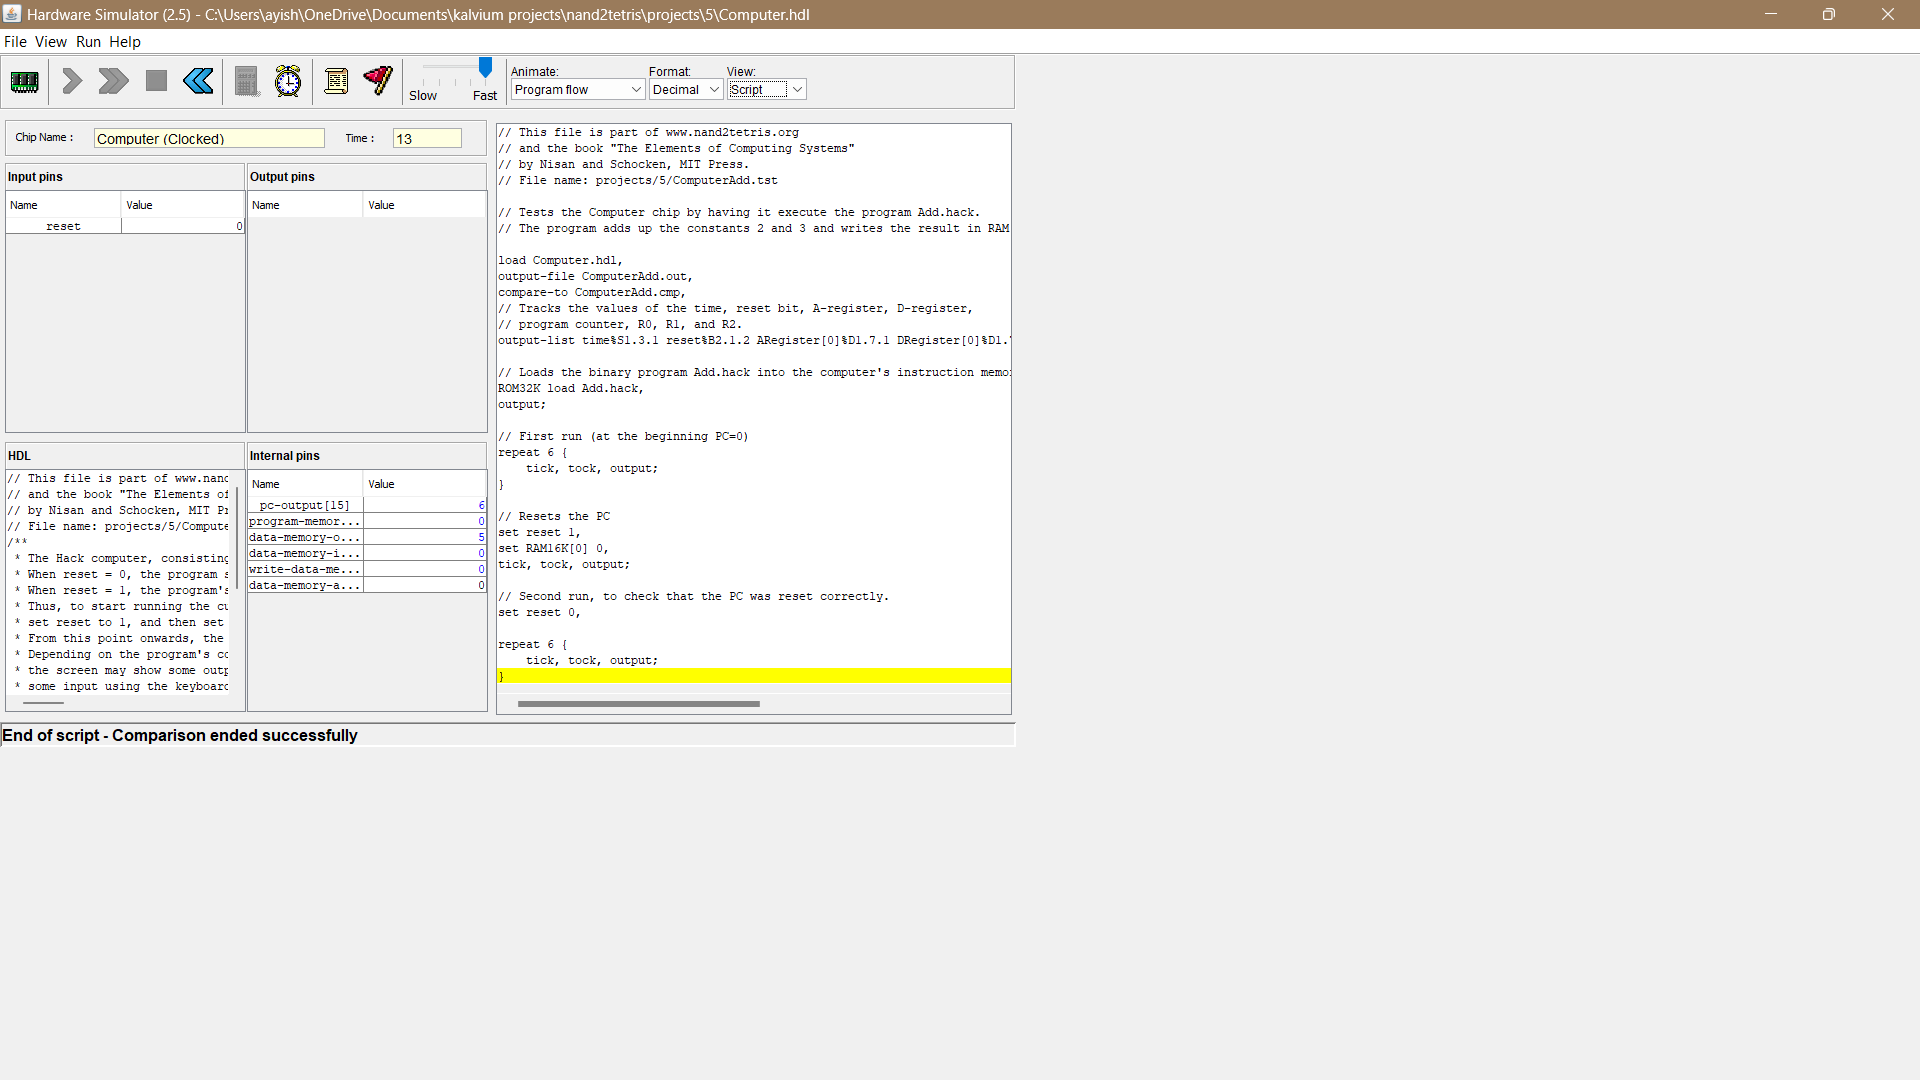 Hardware Simulator (2.5) - C:\Users\ayish\OneDrive\Documents\kalvium projects\nand2tetris\projects\5\Computer.hdl
File View Run Help
Slow Fast
Animate:
Program flow
Format:
Decimal
View:
Script
Chip Name :
Computer (Clocked)
Time :
13
Input pins
Name Value
reset 0
Output pins
Name Value
HDL
// This file is part of www.nand
// and the book "The Elements of
// by Nisan and Schocken, MIT Pr
// File name: projects/5/Compute
/**
* The Hack computer, consisting
* When reset = 0, the program s
* When reset = 1, the program's
* Thus, to start running the cu
* set reset to 1, and then set
* From this point onwards, the
* Depending on the program's co
* the screen may show some outp
* some input using the keyboard
Internal pins
Name Value
pc-output[15] 6
program-memor... 0
data-memory-o... 5
data-memory-i... 0
write-data-me... 0
data-memory-a... 0
// This file is part of www.nand2tetris.org
// and the book "The Elements of Computing Systems"
// by Nisan and Schocken, MIT Press.
// File name: projects/5/ComputerAdd.tst
// Tests the Computer chip by having it execute the program Add.hack.
// The program adds up the constants 2 and 3 and writes the result in RAM
load Computer.hdl,
output-file ComputerAdd.out,
compare-to ComputerAdd.cmp,
// Tracks the values of the time, reset bit, A-register, D-register,
// program counter, R0, R1, and R2.
output-list time%S1.3.1 reset%B2.1.2 ARegister[0]%D1.7.1 DRegister[0]%D1.
// Loads the binary program Add.hack into the computer's instruction memo
ROM32K load Add.hack,
output;
// First run (at the beginning PC=0)
repeat 6 {
tick, tock, output;
}
// Resets the PC
set reset 1,
set RAM16K[0] 0,
tick, tock, output;
// Second run, to check that the PC was reset correctly.
set reset 0,
repeat 6 {
tick, tock, output;
}
End of script - Comparison ended successfully